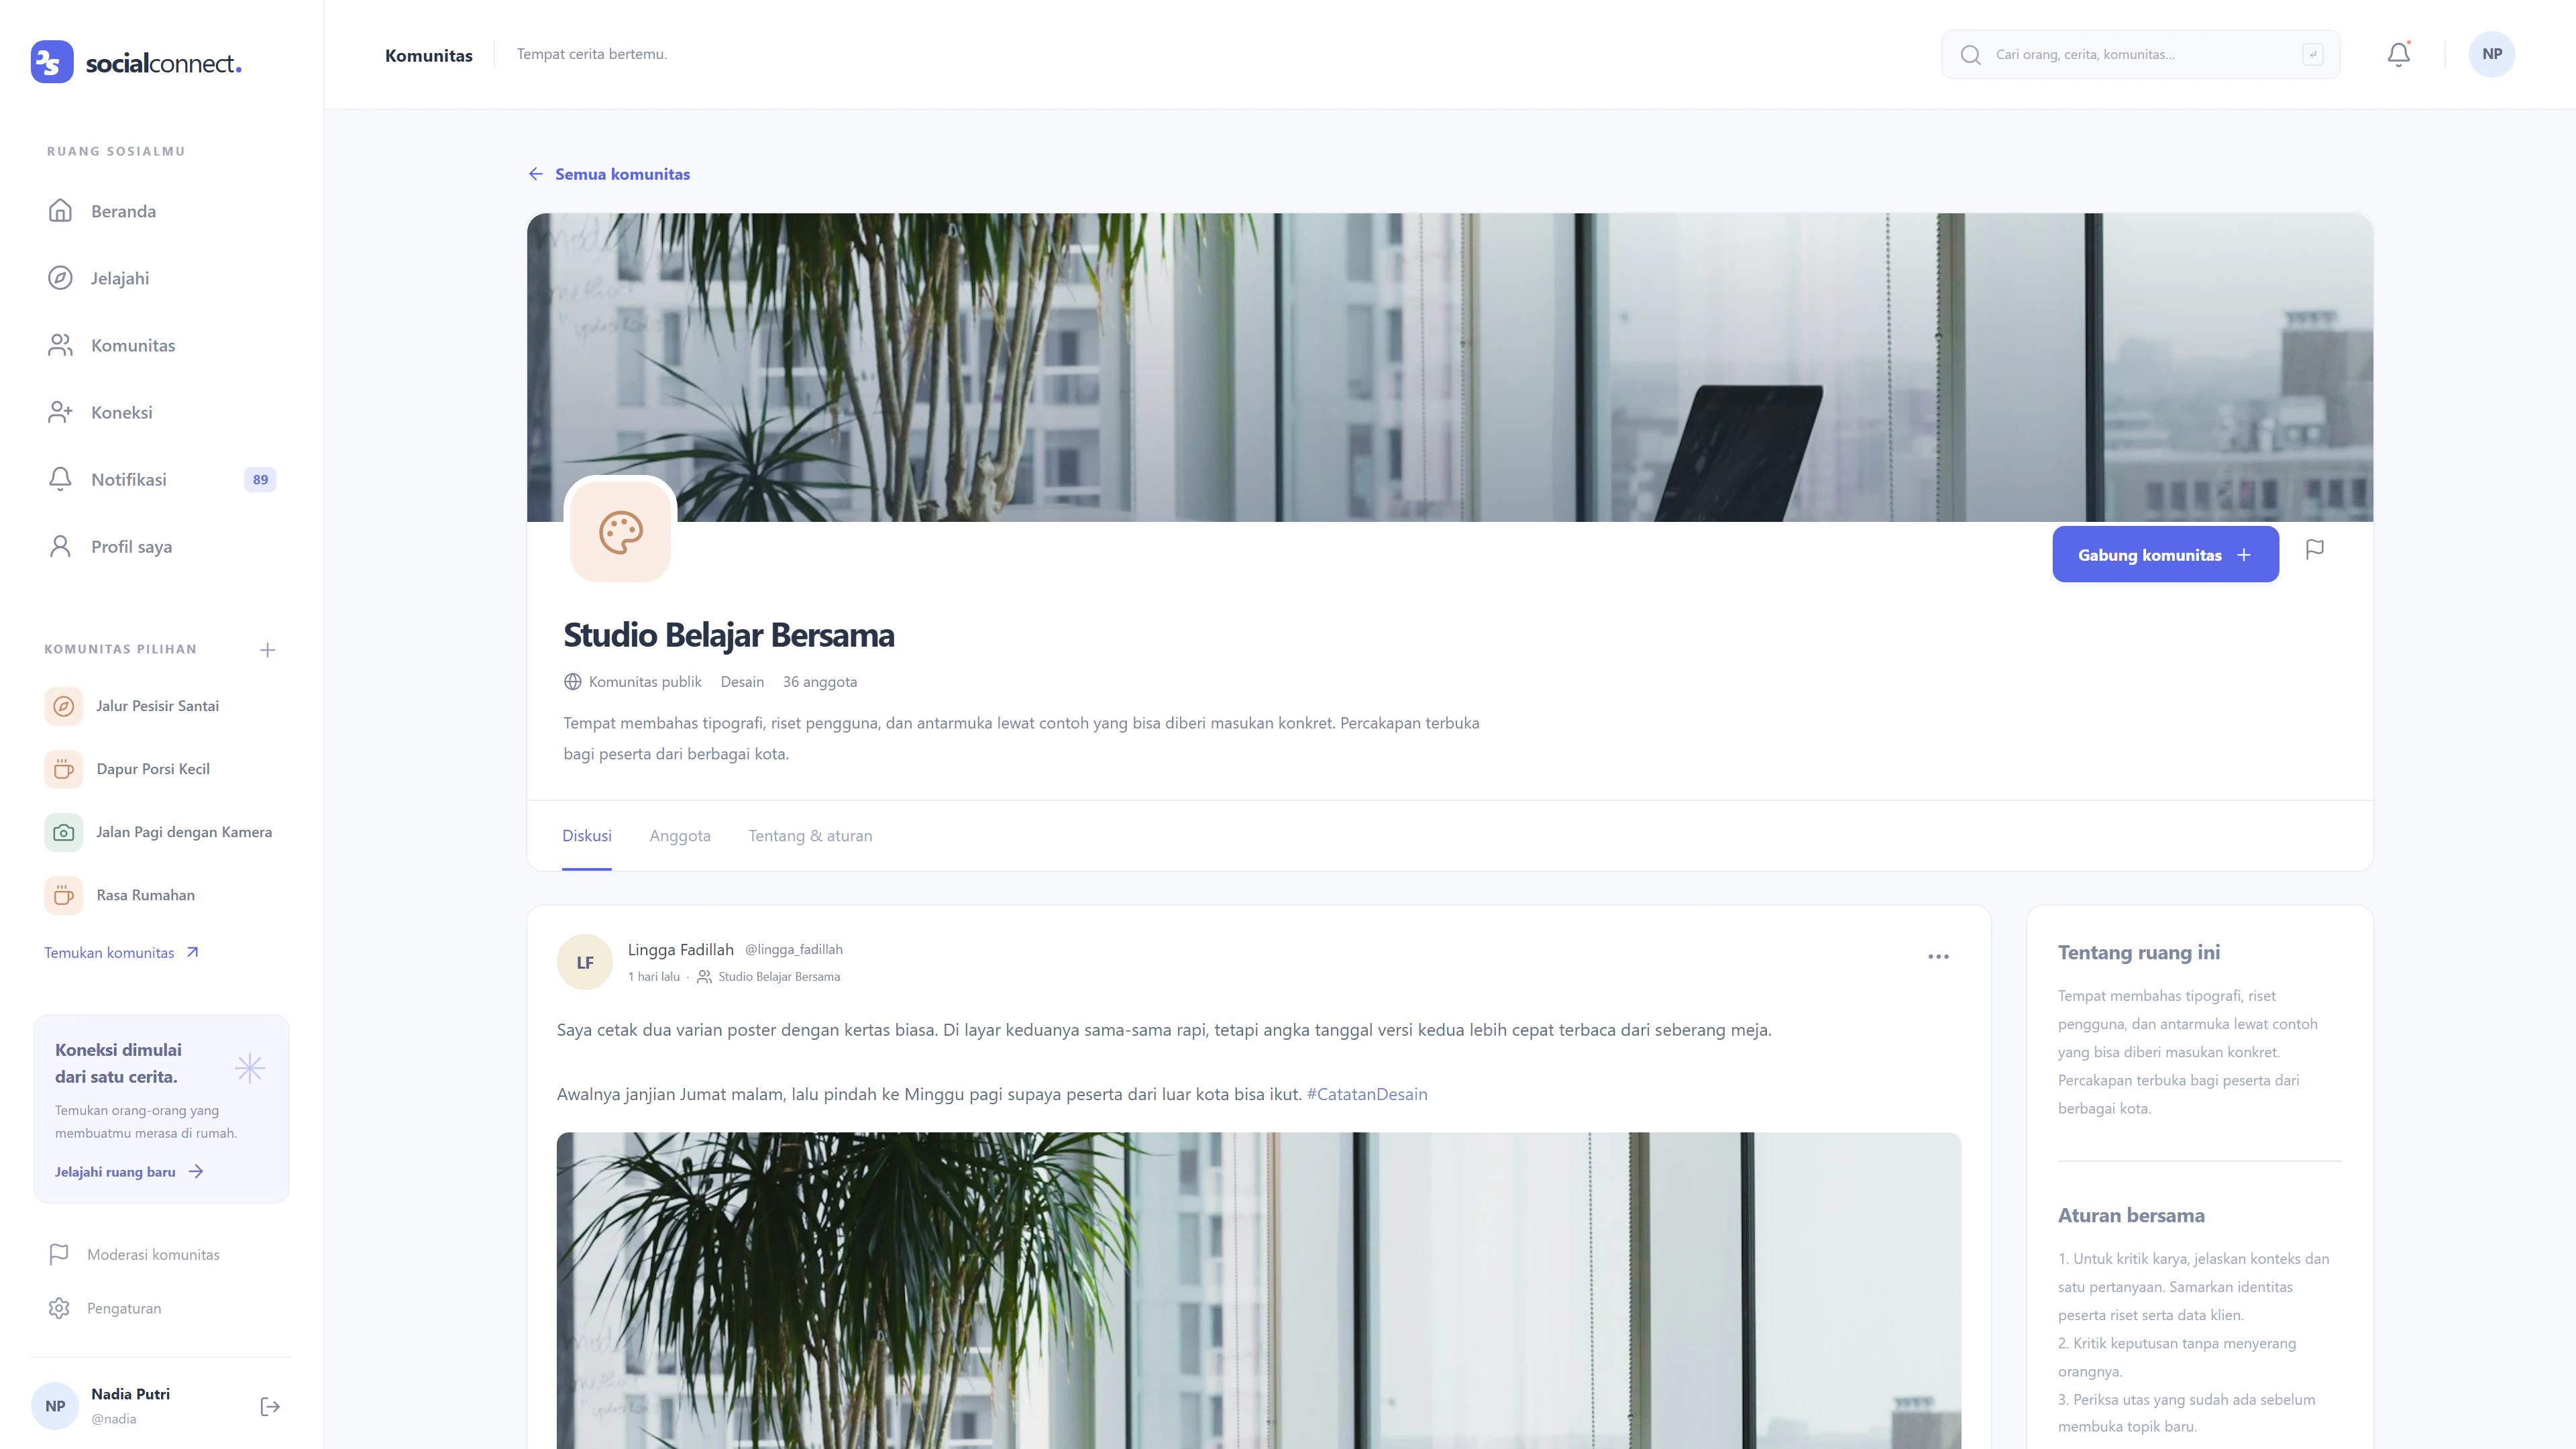 socialconnect.
RUANG SOSIALMU
Beranda
Jelajahi
Komunitas
Koneksi
Notifikasi 89
Profil saya
KOMUNITAS PILIHAN
Jalur Pesisir Santai
Dapur Porsi Kecil
Jalan Pagi dengan Kamera
Rasa Rumahan
Temukan komunitas
Koneksi dimulai
dari satu cerita.
Temukan orang-orang yang
membuatmu merasa di rumah.
Jelajahi ruang baru
Moderasi komunitas
Pengaturan
NP
Nadia Putri
@nadia
Komunitas
Tempat cerita bertemu.
Cari orang, cerita, komunitas...
NP
Semua komunitas
Gabung komunitas
Studio Belajar Bersama
Komunitas publik Desain 36 anggota
Tempat membahas tipografi, riset pengguna, dan antarmuka lewat contoh yang bisa diberi masukan konkret. Percakapan terbuka
bagi peserta dari berbagai kota.
Diskusi Anggota Tentang & aturan
LF
Lingga Fadillah @lingga_fadillah
1 hari lalu · Studio Belajar Bersama
Saya cetak dua varian poster dengan kertas biasa. Di layar keduanya sama-sama rapi, tetapi angka tanggal versi kedua lebih cepat terbaca dari seberang meja.
Awalnya janjian Jumat malam, lalu pindah ke Minggu pagi supaya peserta dari luar kota bisa ikut. #CatatanDesain
Tentang ruang ini
Tempat membahas tipografi, riset
pengguna, dan antarmuka lewat contoh
yang bisa diberi masukan konkret.
Percakapan terbuka bagi peserta dari
berbagai kota.
Aturan bersama
1. Untuk kritik karya, jelaskan konteks dan
satu pertanyaan. Samarkan identitas
peserta riset serta data klien.
2. Kritik keputusan tanpa menyerang
orangnya.
3. Periksa utas yang sudah ada sebelum
membuka topik baru.